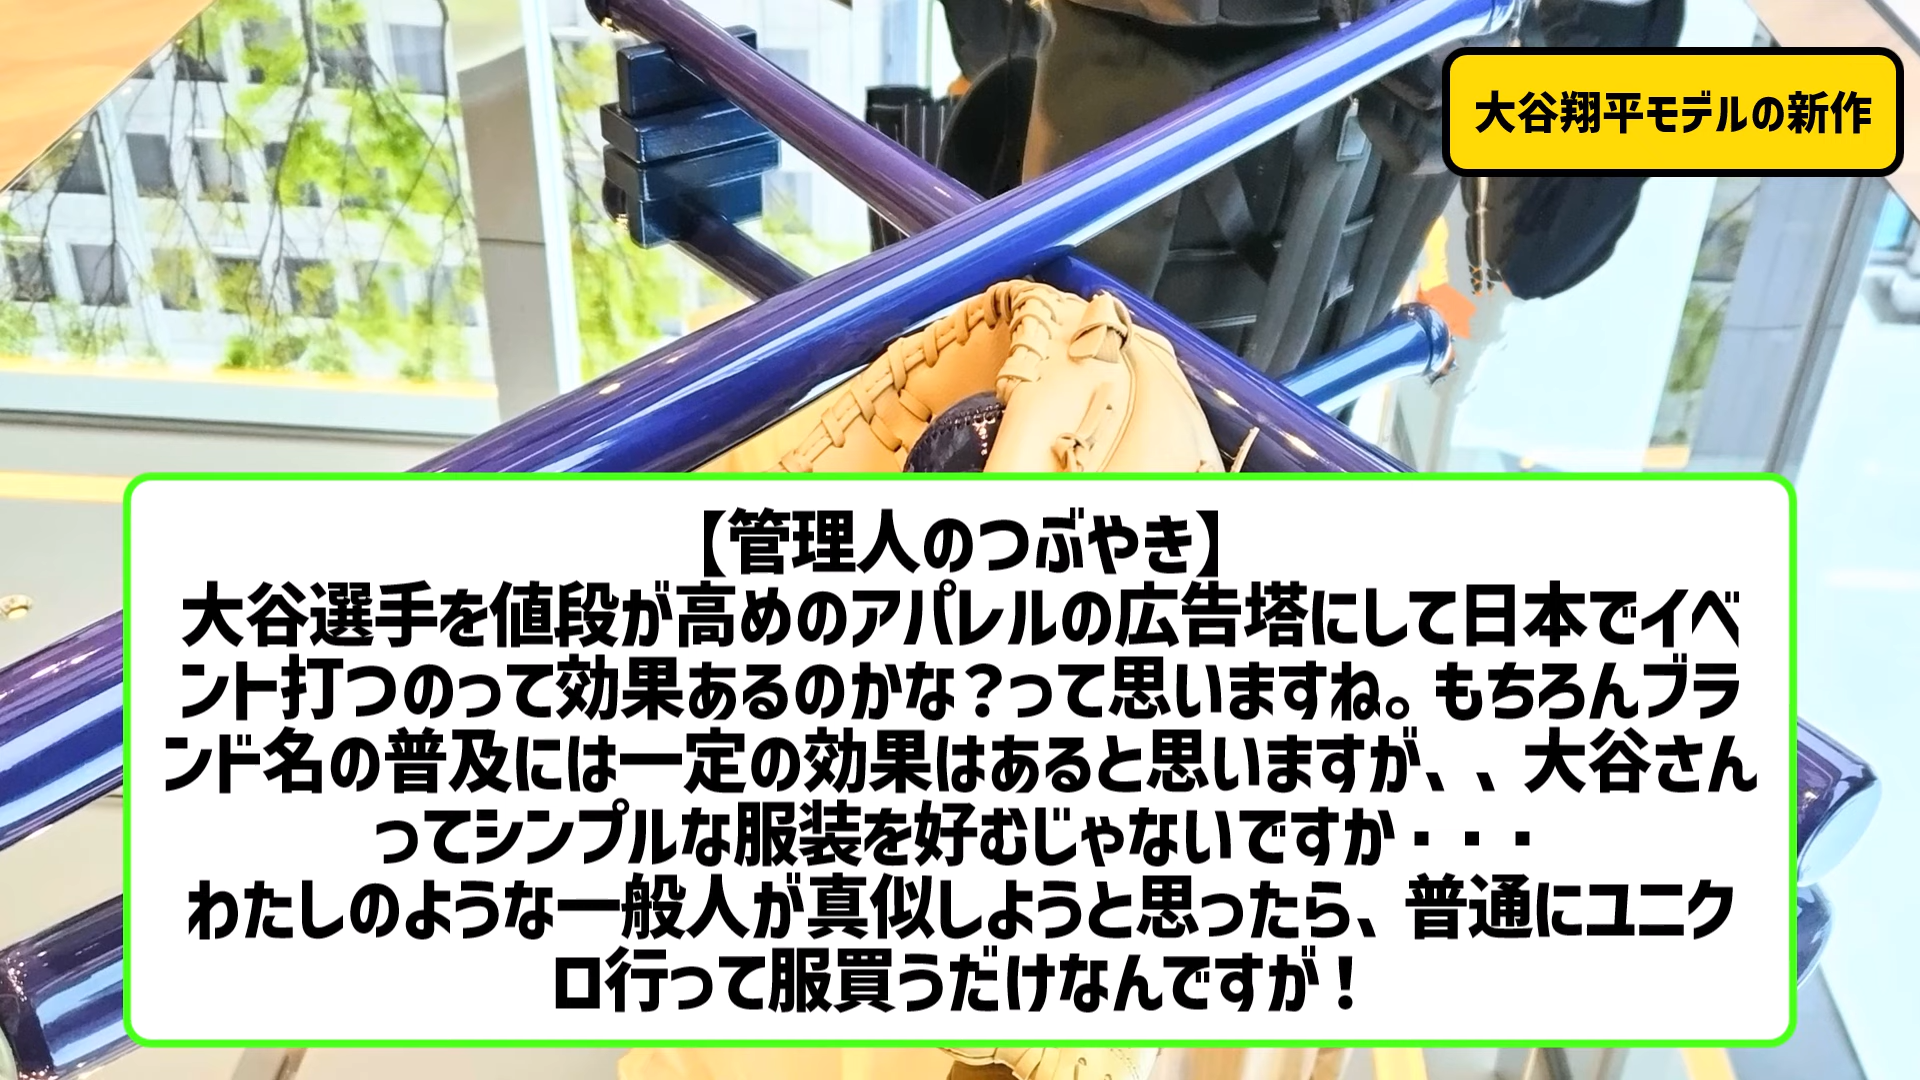 大谷翔平モデルの新作
【管理人のつぶやき】
大谷選手を値段が高めのアパレルの広告塔にして日本でイベ
ント打つのって効果あるのかな？って思いますね。もちろんブラ
ンド名の普及には一定の効果はあると思いますが、、大谷さん
ってシンプルな服装を好むじゃないですか・・・
わたしのような一般人が真似しようと思ったら、普通にユニク
ロ行って服買うだけなんですが！